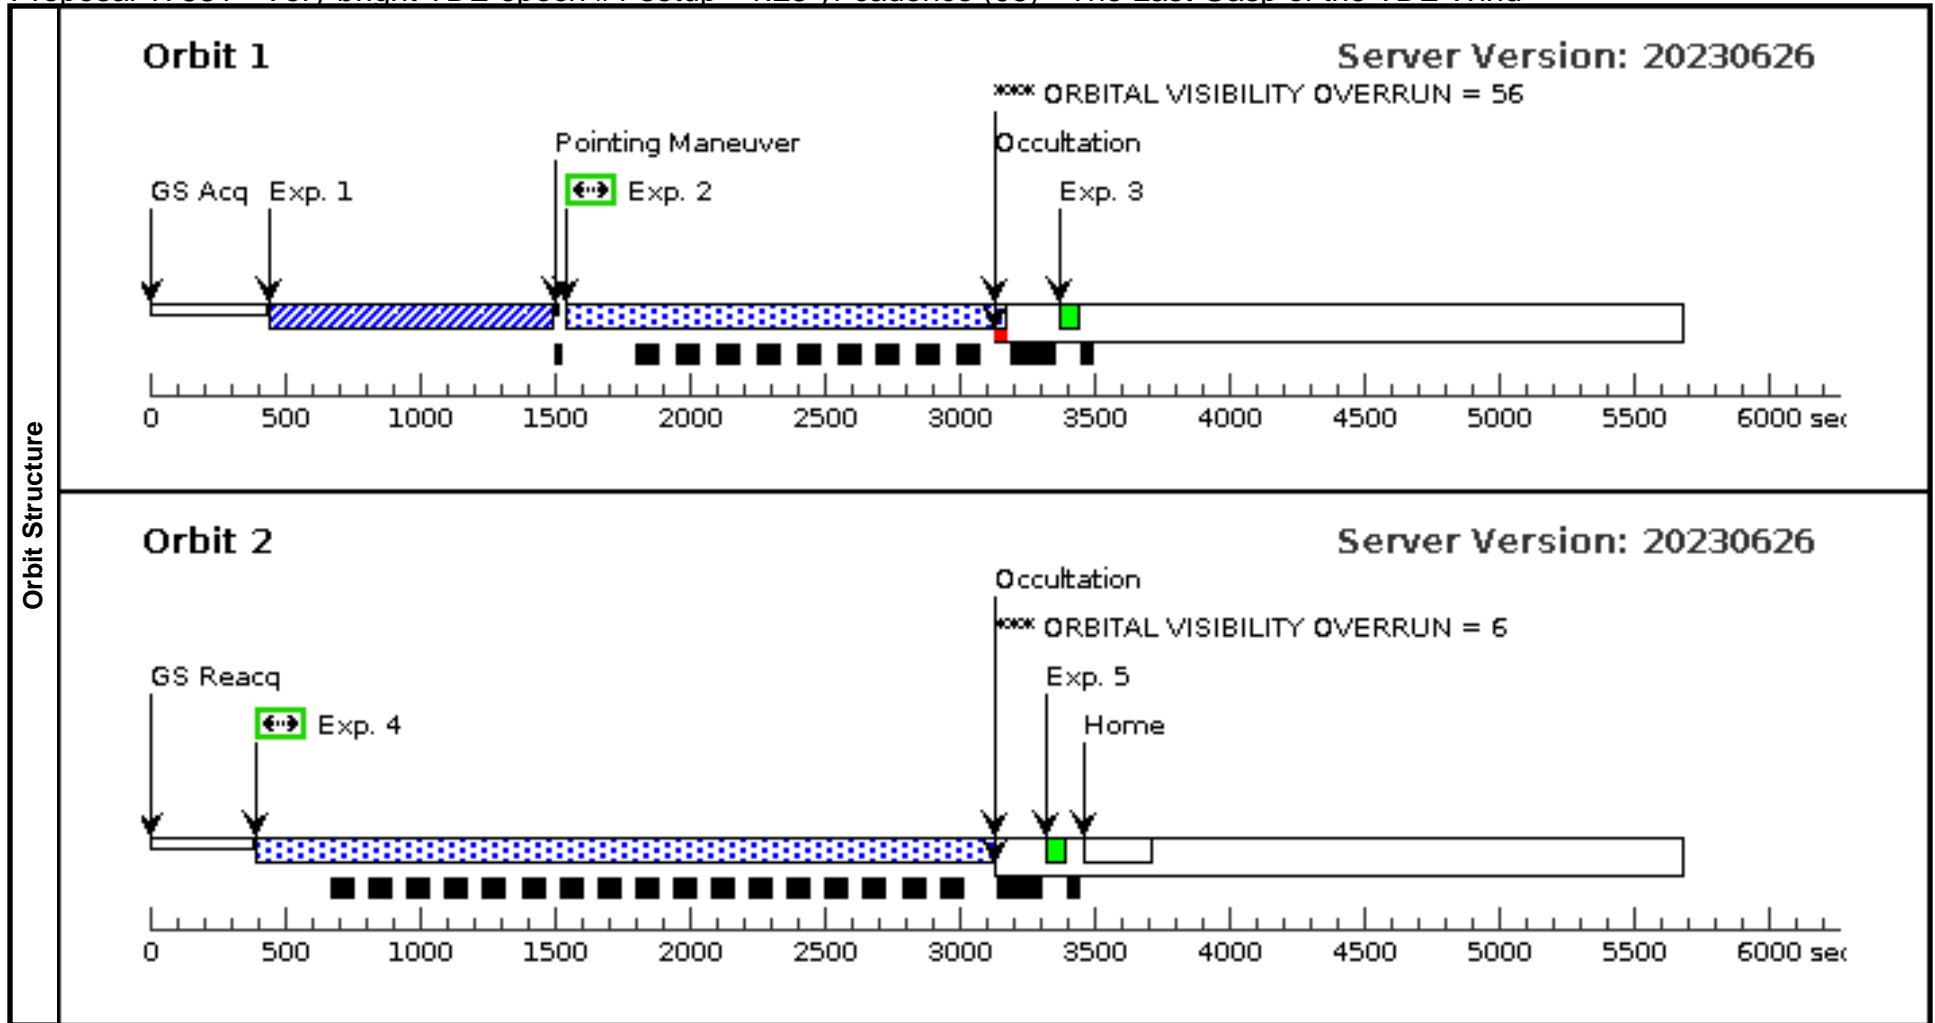 Orbit Structure
Orbit 1
Server Version: 20230626
*** ORBITAL VISIBILITY OVERRUN = 56
Pointing Maneuver
Occultation
GS Acq
Exp. 1
Exp. 2
Exp. 3
0 500 1000 1500 2000 2500 3000 3500 4000 4500 5000 5500 6000 sec
Orbit 2
Server Version: 20230626
Occultation
*** ORBITAL VISIBILITY OVERRUN = 6
GS Reacq
Exp. 5
Exp. 4
Home
0 500 1000 1500 2000 2500 3000 3500 4000 4500 5000 5500 6000 sec